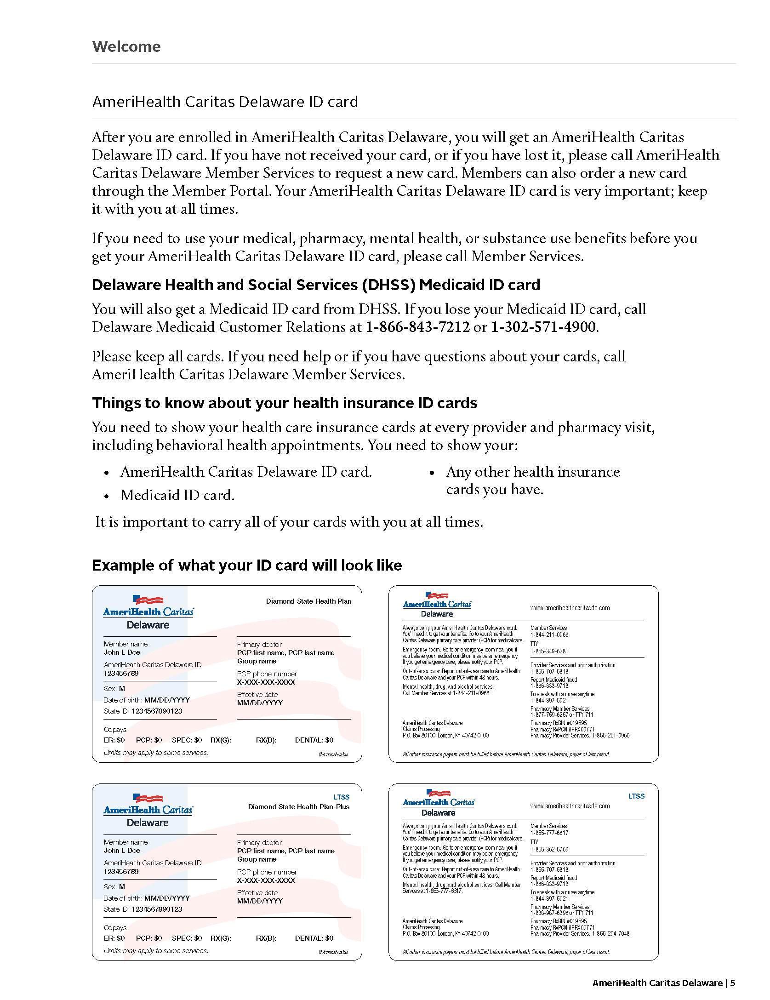 Welcome
AmeriHealth Caritas Delaware ID card
After you are enrolled in AmeriHealth Caritas Delaware, you will get an AmeriHealth Caritas
Delaware ID card. If you have not received your card, or if you have lost it, please call AmeriHealth
Caritas Delaware Member Services to request a new card. Members can also order a new card
through the Member Portal. Your AmeriHealth Caritas Delaware ID card is very important; keep
it with you at all times.
If you need to use your medical, pharmacy, mental health, or substance use benefits before you
get your AmeriHealth Caritas Delaware ID card, please call Member Services.
Delaware Health and Social Services (DHSS) Medicaid ID card
You will also get a Medicaid ID card from DHSS. If you lose your Medicaid ID card, call
Delaware Medicaid Customer Relations at 1-866-843-7212 or 1-302-571-4900.
Please keep all cards. If you need help or if you have questions about your cards, call
AmeriHealth Caritas Delaware Member Services.
Things to know about your health insurance ID cards
You need to show your health care insurance cards at every provider and pharmacy visit,
including behavioral health appointments. You need to show your:
• AmeriHealth Caritas Delaware ID card.
• Medicaid ID card.
• Any other health insurance
cards you have.
It is important to carry all of your cards with you at all times.
Example of what your ID card will look like
AmeriHealth Caritas
Delaware
Diamond State Health Plan
Member name
John L Doe
AmeriHealth Caritas Delaware ID
123456789
Sex: M
Date of birth: MM/DD/YYYY
State ID: 1234567890123
Primary doctor
PCP first name, PCP last name
Group name
PCP phone number
X-XXX-XXX-XXXX
Effective date
MM/DD/YYYY
Copays
ER: $0 PCP: $0 SPEC: $0 RX(G): RX(B): DENTAL: $0
Limits may apply to some services.
Not transferable
AmeriHealth Caritas
Delaware
www.amerihealthcaritasde.com
Always carry your AmeriHealth Caritas Delaware card.
You'll need it to get your benefits. Go to your AmeriHealth
Caritas Delaware primary care provider (PCP) for medical care.
Emergency room: Go to an emergency room near you if
you believe your medical condition may be an emergency.
If you get emergency care, please notify your PCP.
Out-of-area care: Report out-of-area care to AmeriHealth
Caritas Delaware and your PCP within 48 hours.
Mental health, drug, and alcohol services:
Call Member Services at 1-844-211-0966.
AmeriHealth Caritas Delaware
Claims Processing
P.O. Box 80100, London, KY 40742-0100
Member Services
1-844-211-0966
TTY
1-855-349-6281
Provider Services and prior authorization
1-855-707-5818
Report Medicaid fraud
1-866-833-9718
To speak with a nurse anytime
1-844-897-5021
Pharmacy Member Services
1-877-759-6257 or TTY 711
Pharmacy RxBIN #019595
Pharmacy RxPCN #PRX00771
Pharmacy Provider Services: 1-855-251-0966
All other insurance payers must be billed before AmeriHealth Caritas Delaware, payer of last resort.
AmeriHealth Caritas
Delaware
LTSS
Diamond State Health Plan-Plus
Member name
John L Doe
AmeriHealth Caritas Delaware ID
123456789
Sex: M
Date of birth: MM/DD/YYYY
State ID: 1234567890123
Primary doctor
PCP first name, PCP last name
Group name
PCP phone number
X-XXX-XXX-XXXX
Effective date
MM/DD/YYYY
Copays
ER: $0 PCP: $0 SPEC: $0 RX(G): RX(B): DENTAL: $0
Limits may apply to some services.
Not transferable
AmeriHealth Caritas
Delaware
LTSS
www.amerihealthcaritasde.com
Always carry your AmeriHealth Caritas Delaware card.
You'll need it to get your benefits. Go to your AmeriHealth
Caritas Delaware primary care provider (PCP) for medical care.
Emergency room: Go to an emergency room near you if
you believe your medical condition may be an emergency.
If you get emergency care, please notify your PCP.
Out-of-area care: Report out-of-area care to AmeriHealth
Caritas Delaware and your PCP within 48 hours.
Mental health, drug, and alcohol services: Call Member
Services at 1-855-777-6617.
AmeriHealth Caritas Delaware
Claims Processing
P.O. Box 80100, London, KY 40742-0100
Member Services
1-855-777-6617
TTY
1-855-362-5769
Provider Services and prior authorization
1-855-707-5818
Report Medicaid fraud
1-866-833-9718
To speak with a nurse anytime
1-844-897-5021
Pharmacy Member Services
1-888-987-6396 or TTY 711
Pharmacy RxBIN #019595
Pharmacy RxPCN #PRX00771
Pharmacy Provider Services: 1-855-294-7048
All other insurance payers must be billed before AmeriHealth Caritas Delaware, payer of last resort.
AmeriHealth Caritas Delaware | 5